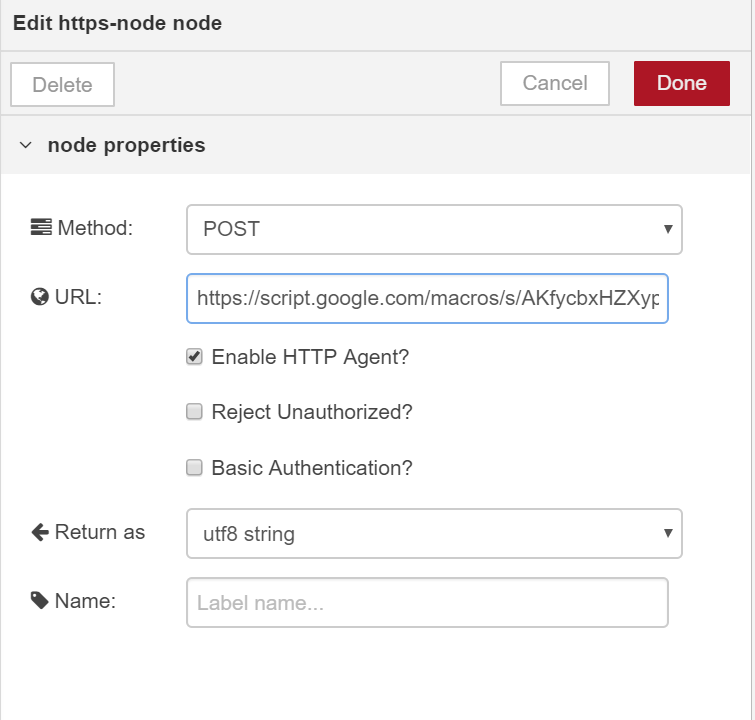 Edit https-node node
Delete
Cancel
Done
node properties
Method:
POST
URL:
https://script.google.com/macros/s/AKfycbxHZXyp
Enable HTTP Agent?
Reject Unauthorized?
Basic Authentication?
Return as
utf8 string
Name:
Label name...